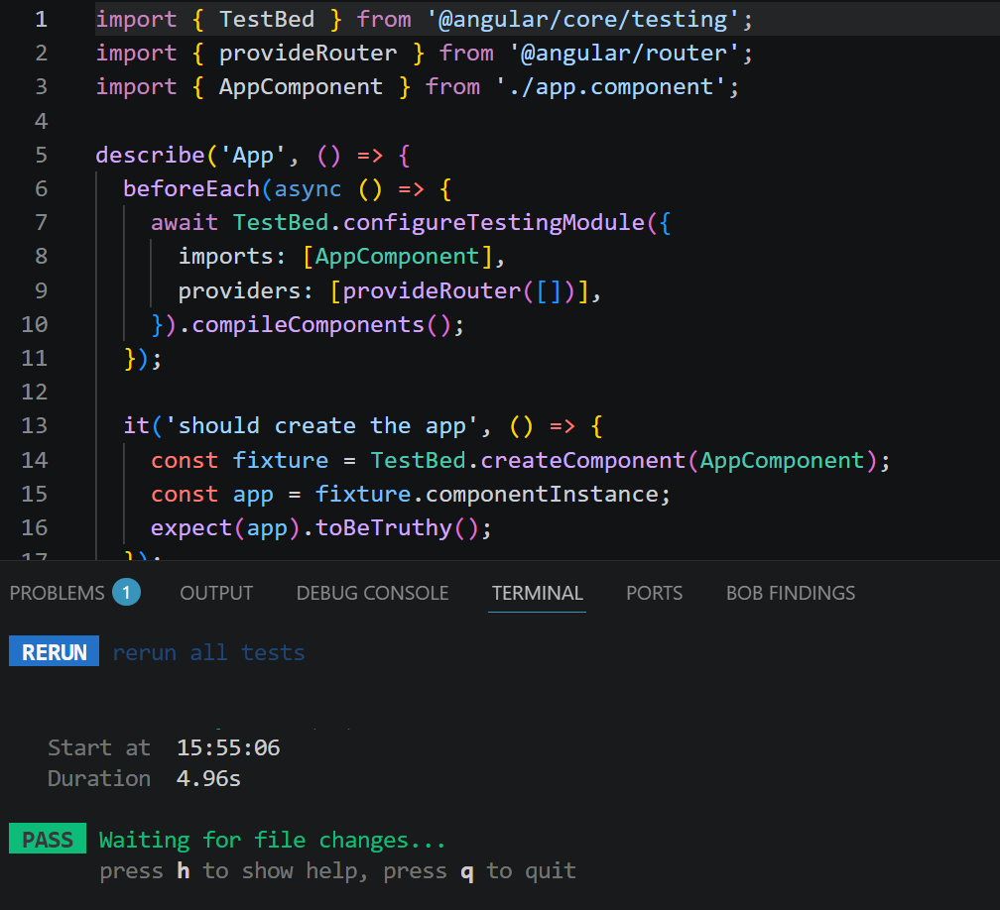 1 import { TestBed } from '@angular/core/testing';
2 import { provideRouter } from '@angular/router';
3 import { AppComponent } from './app.component';
4
5 describe('App', () => {
6   beforeEach(async () => {
7     await TestBed.configureTestingModule({
8       imports: [AppComponent],
9       providers: [provideRouter([])],
10     }).compileComponents();
11   });
12
13   it('should create the app', () => {
14     const fixture = TestBed.createComponent(AppComponent);
15     const app = fixture.componentInstance;
16     expect(app).toBeTruthy();
17   });
PROBLEMS 1 OUTPUT DEBUG CONSOLE TERMINAL PORTS BOB FINDINGS
RERUN rerun all tests
Start at 15:55:06
Duration 4.96s
PASS Waiting for file changes...
press h to show help, press q to quit